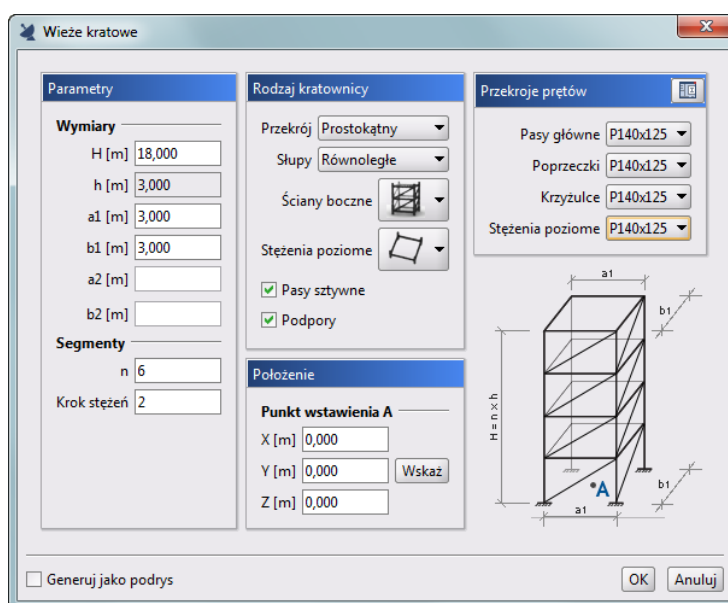 Wieże kratowe
Parametry
Wymiary
H [m] 18,000
h [m] 3,000
a1 [m] 3,000
b1 [m] 3,000
a2 [m]
b2 [m]
Segmenty
n 6
Krok stężeń 2
Rodzaj kratownicy
Przekrój Prostokątny
Słupy Równoległe
Ściany boczne
Stężenia poziome
Pasy sztywne
Podpory
Położenie
Punkt wstawienia A
X [m] 0,000
Y [m] 0,000 Wskaż
Z [m] 0,000
Przekroje prętów
Pasy główne P140x125
Poprzeczki P140x125
Krzyżulce P140x125
Stężenia poziome P140x125
a1
b1
H = n x h
A
b1
a1
Generuj jako podrys
OK Anuluj